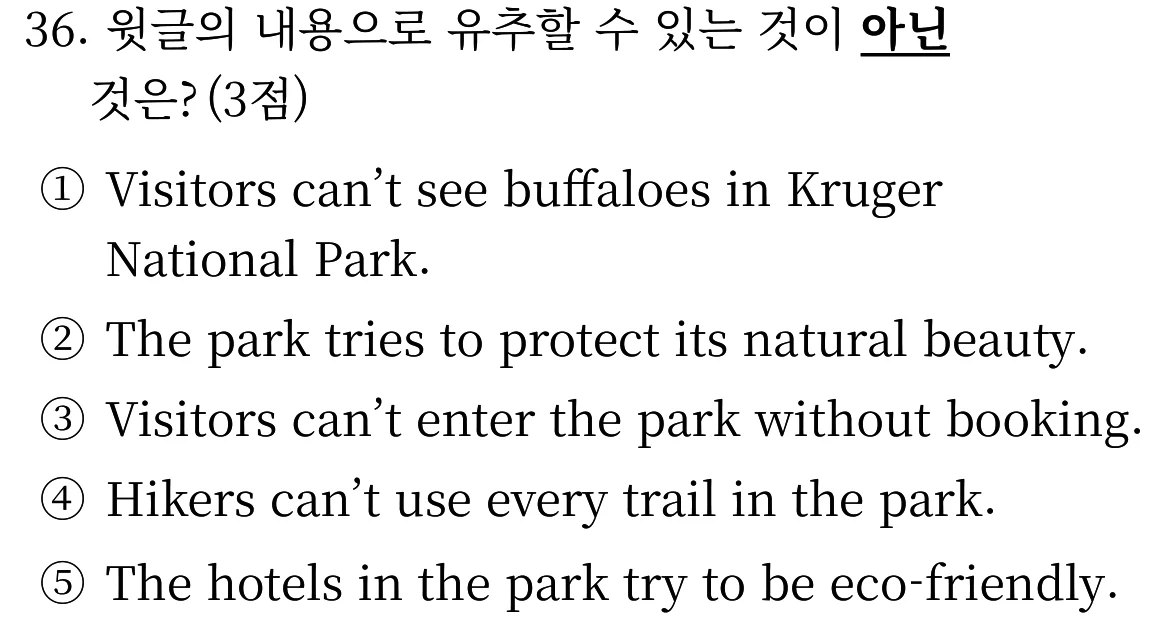 36. 윗글의 내용으로 유추할 수 있는 것이 아닌
것은? (3점)
① Visitors can’t see buffaloes in Kruger
National Park.
② The park tries to protect its natural beauty.
③ Visitors can’t enter the park without booking.
④ Hikers can’t use every trail in the park.
⑤ The hotels in the park try to be eco-friendly.